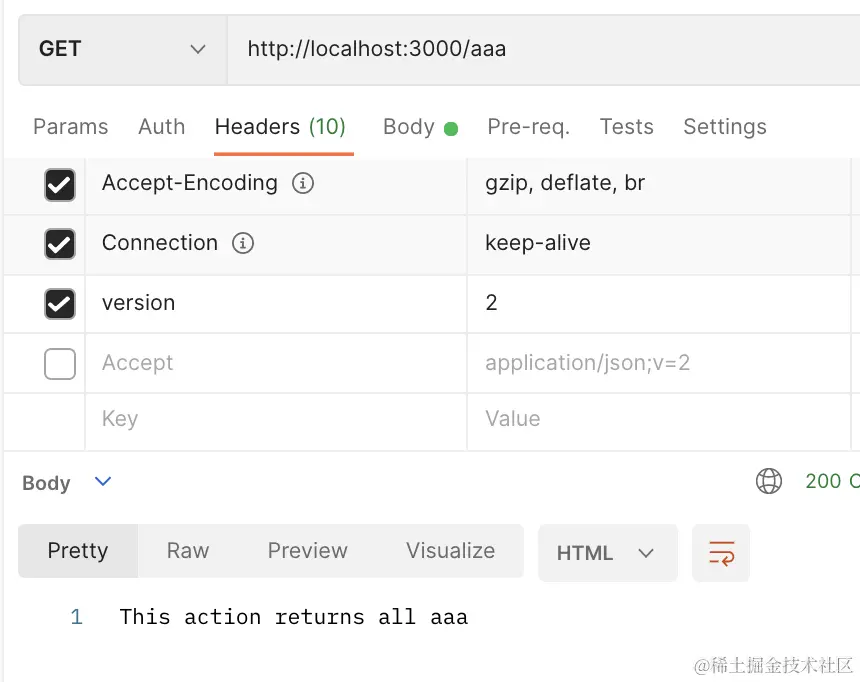 GET http://localhost:3000/aaa
Params Auth Headers (10) Body Pre-req. Tests Settings
Accept-Encoding gzip, deflate, br
Connection keep-alive
version 2
Accept application/json;v=2
Key Value
Body 200 O
Pretty Raw Preview Visualize HTML
1 This action returns all aaa
@稀土掘金技术社区